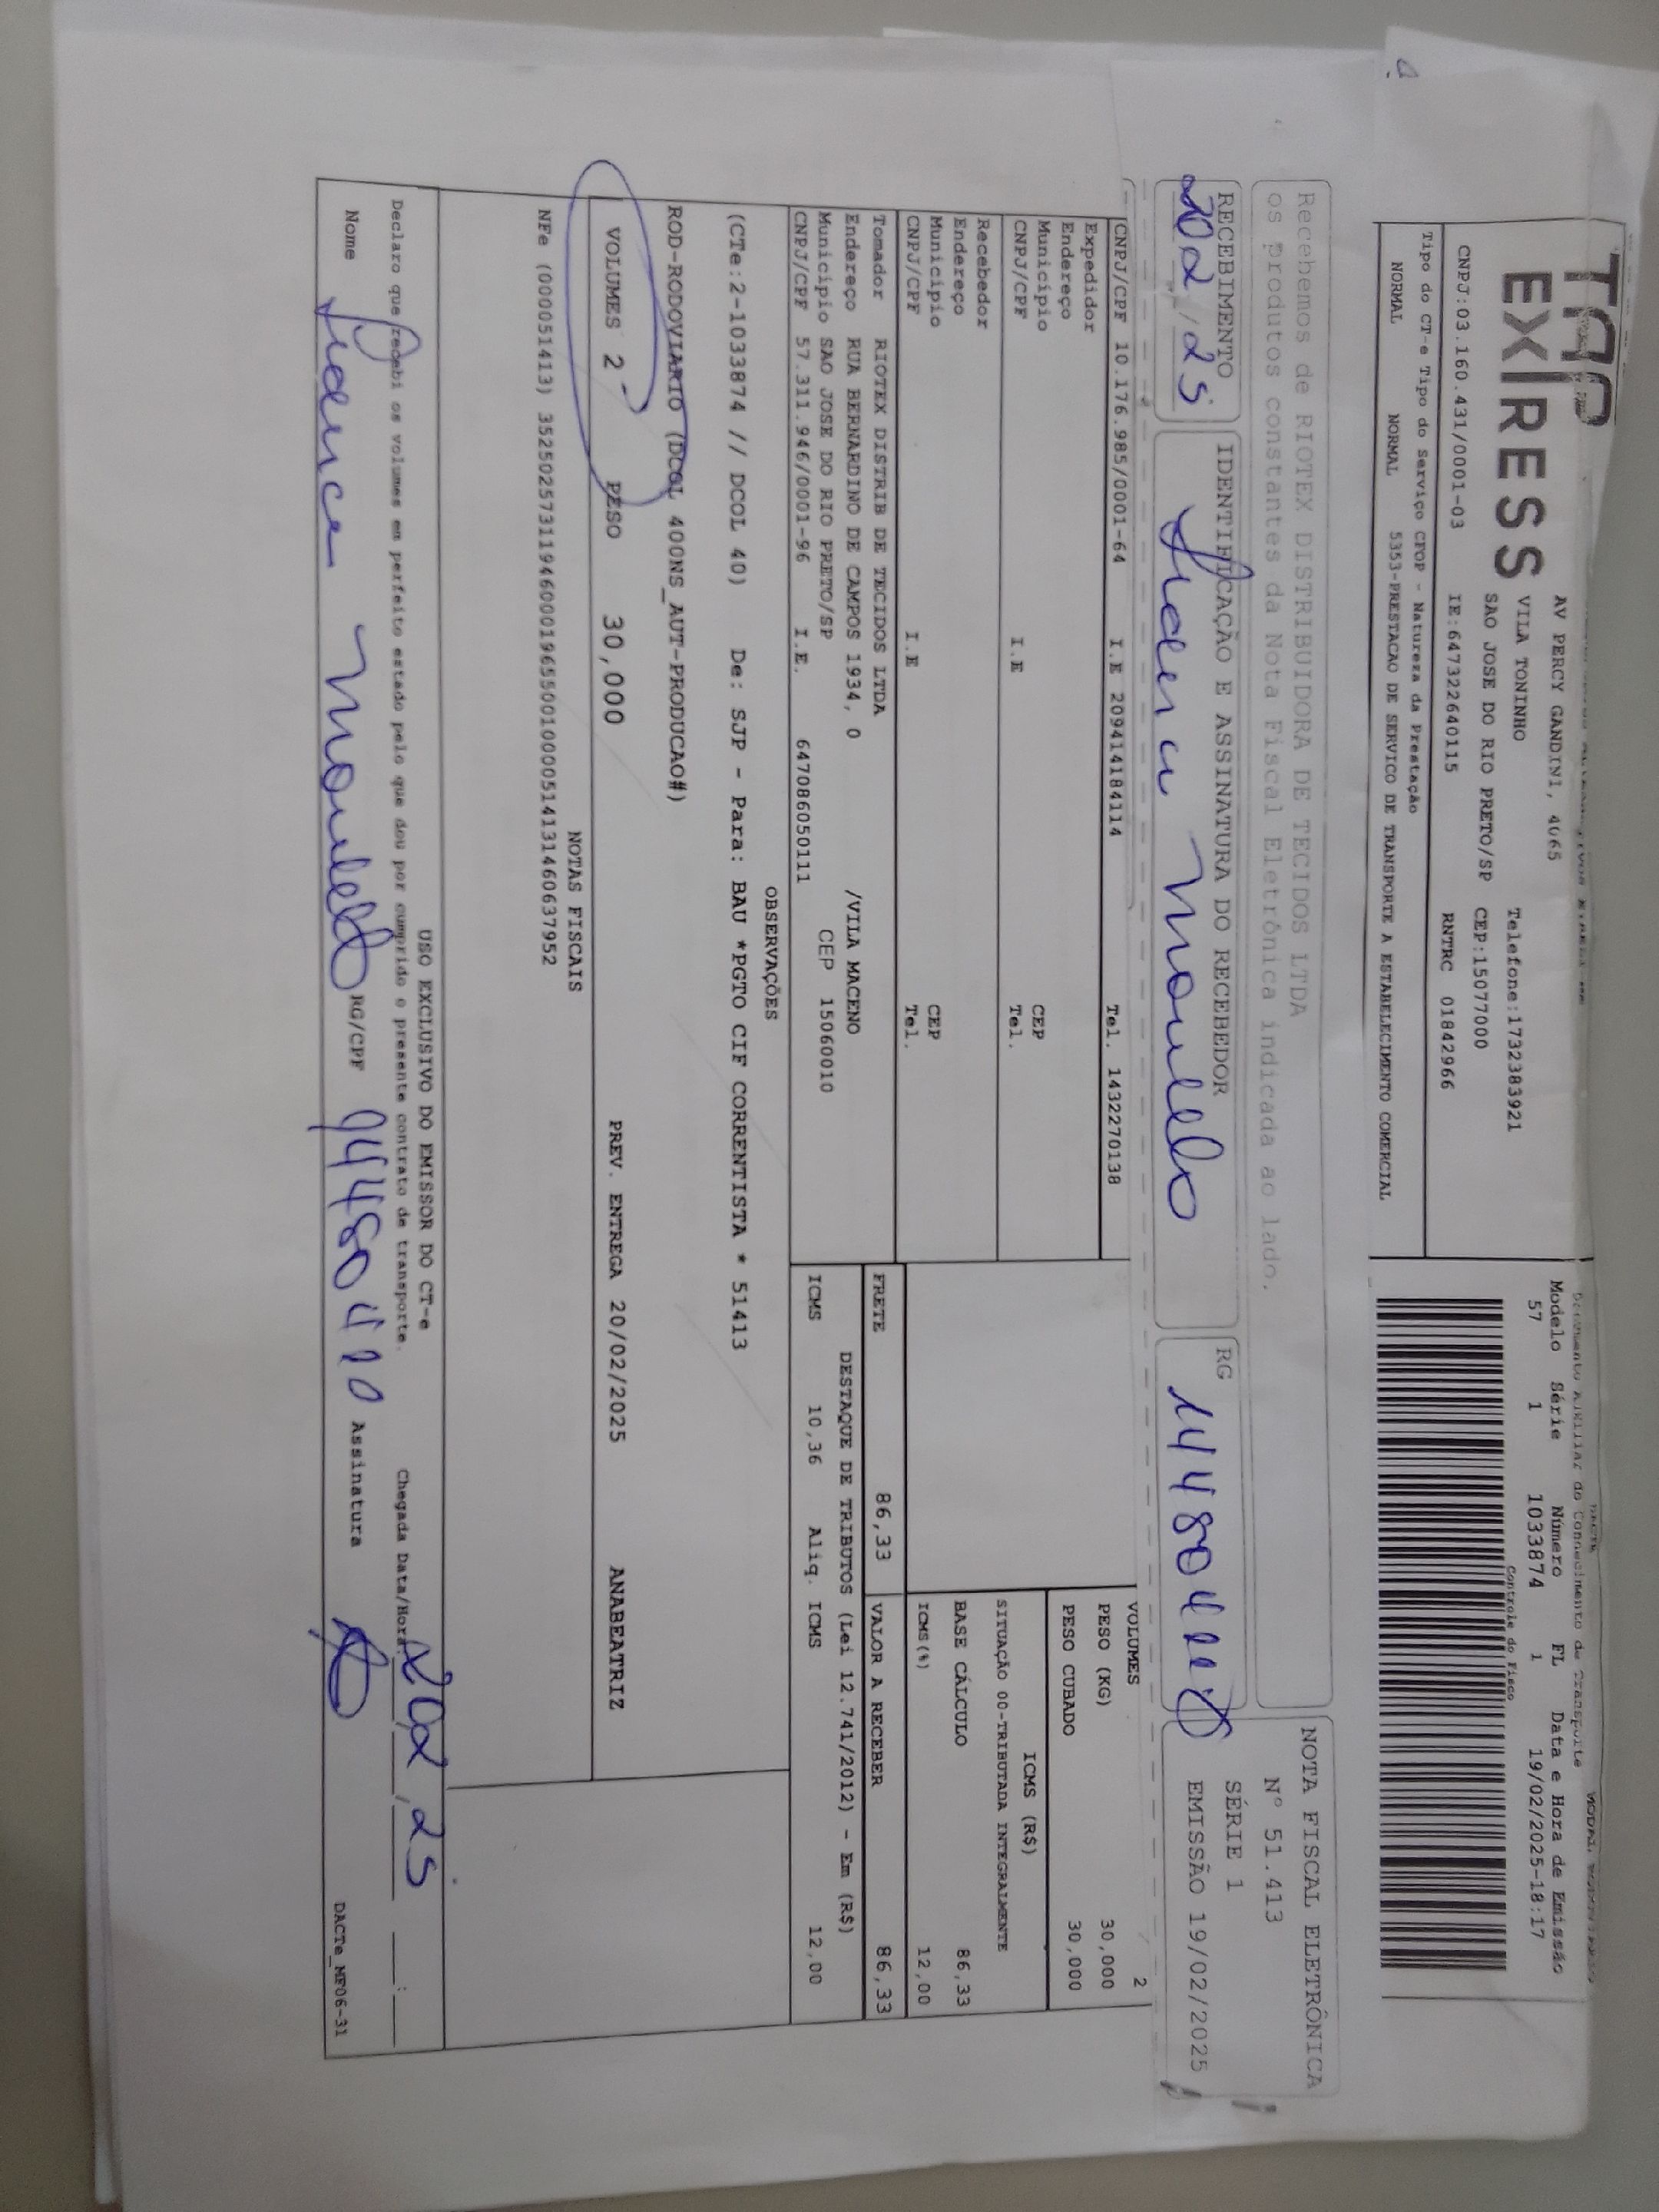 TAP
EXPRESS
AV PERCY GANDINI, 4065
VILA TONINHO
Telefone:1732383921
SAO JOSE DO RIO PRETO/SP CEP:15077000
CNPJ:03.160.431/0001-03 IE:647322640115 RNTRC 01842966
Tipo do CT-e Tipo do Serviço CFOP - Natureza da Prestação
NORMAL NORMAL 5353-PRESTACAO DE SERVICO DE TRANSPORTE A ESTABELECIMENTO COMERCIAL
Documento Auxiliar do Conhecimento de Transporte
Modelo Série Número FL Data e Hora de Emissão
57 1 1033874 1 19/02/2025-18:17
Controle do Fisco
Recebemos de RIOTEX DISTRIBUIDORA DE TECIDOS LTDA
os produtos constantes da Nota Fiscal Eletrônica indicada ao lado.
NOTA FISCAL ELETRÔNICA
Nº 51.413
SÉRIE 1
EMISSÃO 19/02/2025
RECEBIMENTO
IDENTIFICAÇÃO E ASSINATURA DO RECEBEDOR
RG
CNPJ/CPF 10.176.985/0001-64 I.E 209414184114 Tel. 1432270138
Expedidor
Endereço
Município CEP
CNPJ/CPF I.E Tel.
Recebedor
Endereço
Município CEP
CNPJ/CPF I.E Tel.
VOLUMES 2
PESO (KG) 30,000
PESO CUBADO 30,000
ICMS (R$)
SITUAÇÃO 00-TRIBUTADA INTEGRALMENTE
BASE CÁLCULO 86,33
ICMS(%) 12,00
Tomador RIOTEX DISTRIB DE TECIDOS LTDA
Endereço RUA BERNARDINO DE CAMPOS 1934, 0 /VILA MACENO
Município SAO JOSE DO RIO PRETO/SP CEP 15060010
CNPJ/CPF 57.311.946/0001-96 I.E. 647086050111
FRETE 86,33 VALOR A RECEBER 86,33
DESTAQUE DE TRIBUTOS (Lei 12.741/2012) - Em (R$)
ICMS 10,36 Aliq. ICMS 12,00
OBSERVAÇÕES
(CTe:2-1033874 // DCOL 40) De: SJP - Para: BAU *PGTO CIF CORRENTISTA * 51413
ROD-RODOVIARIO (DCOL 400NS_AUT-PRODUCAO#)
VOLUMES 2 PESO 30,000 PREV. ENTREGA 20/02/2025 ANABEATRIZ
NOTAS FISCAIS
NFe (000051413) 35250257311946000196550010000514131460637952
USO EXCLUSIVO DO EMISSOR DO CT-e
Declaro que recebi os volumes em perfeito estado pelo que dou por cumprido o presente contrato de transporte. Chegada Data/Hora
Nome RG/CPF Assinatura
DACTe_MF06-31